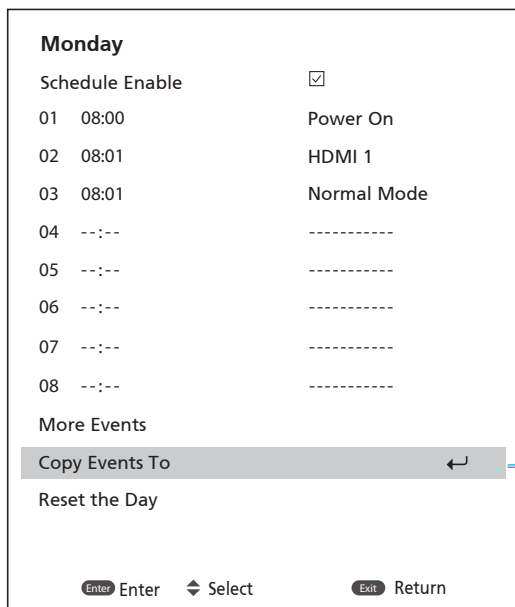 Monday
Schedule Enable ☑
01 08:00 Power On
02 08:01 HDMI 1
03 08:01 Normal Mode
04 --:-- -----------
05 --:-- -----------
06 --:-- -----------
07 --:-- -----------
08 --:-- -----------
More Events
Copy Events To
Reset the Day
Enter Enter Select Exit Return